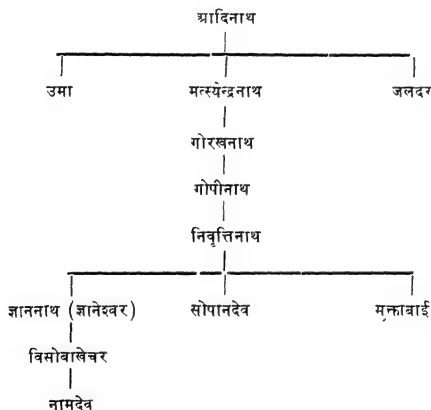 आदिनाथ
उमा मत्स्येन्द्रनाथ जलदर
गोरखनाथ
गोपीनाथ
निवृत्तिनाथ
ज्ञाननाथ (ज्ञानेश्वर) सोपानदेव मुक्ताबाई
विसोबाखेचर
नामदेव